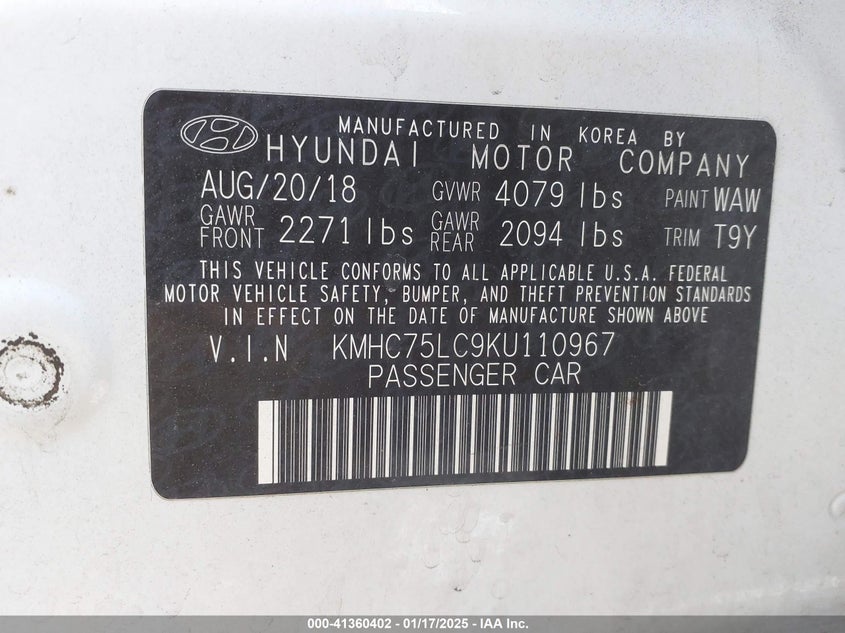 MANUFACTURED IN KOREA BY
HYUNDAI MOTOR COMPANY
AUG/20/18 GVWR 4079 lbs PAINT WAW
GAWR FRONT 2271 lbs GAWR REAR 2094 lbs TRIM T9Y
THIS VEHICLE CONFORMS TO ALL APPLICABLE U.S.A. FEDERAL
MOTOR VEHICLE SAFETY, BUMPER, AND THEFT PREVENTION STANDARDS
IN EFFECT ON THE DATE OF MANUFACTURE SHOWN ABOVE
V.I.N KMHC75LC9KU110967
PASSENGER CAR
000-41360402 - 01/17/2025 - IAA Inc.